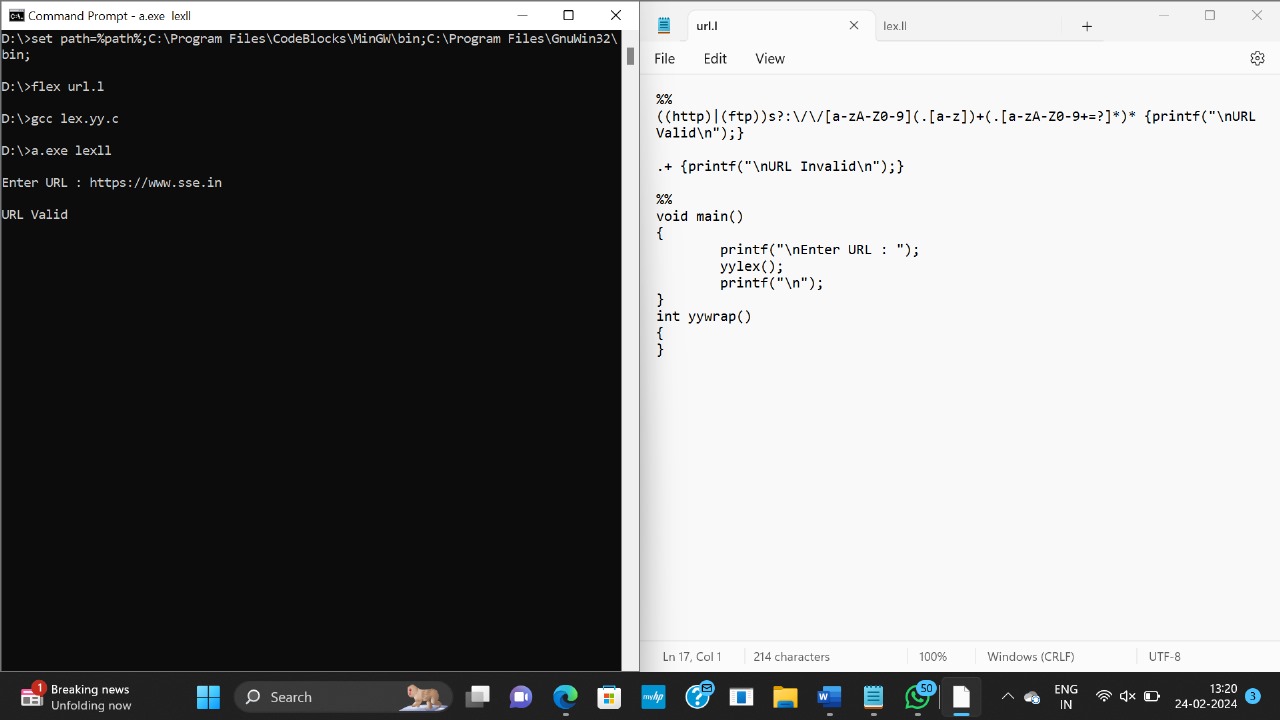 Command Prompt - a.exe lexll
D:\>set path=%path%;C:\Program Files\CodeBlocks\MinGW\bin;C:\Program Files\GnuWin32\
bin;
D:\>flex url.l
D:\>gcc lex.yy.c
D:\>a.exe lexll
Enter URL : https://www.sse.in
URL Valid
url.l
lex.ll
File Edit View
%%
((http)|(ftp))s?:\/\/[a-zA-Z0-9](.[a-z])+(.[a-zA-Z0-9+=?]*)* {printf("\nURL
Valid\n");}
.+ {printf("\nURL Invalid\n");}
%%
void main()
{
printf("\nEnter URL : ");
yylex();
printf("\n");
}
int yywrap()
{
}
Ln 17, Col 1 214 characters 100% Windows (CRLF) UTF-8
1
Breaking news
Unfolding now
Search
myhp
50
ENG
IN
13:20
24-02-2024
3